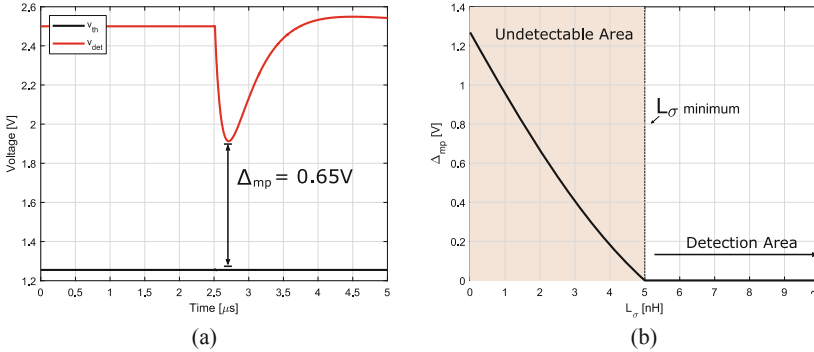 2.6
2.4
2.2
2
1.8
1.6
1.4
1.2
Voltage [V]
v_th
v_det
Δ_mp = 0.65V
0 0.5 1 1.5 2 2.5 3 3.5 4 4.5 5
Time [μs]
(a)
1.4
1.2
1
0.8
0.6
0.4
0.2
0
Δ_mp [V]
Undetectable Area
L_σ minimum
Detection Area
0 1 2 3 4 5 6 7 8 9
L_σ [nH]
(b)